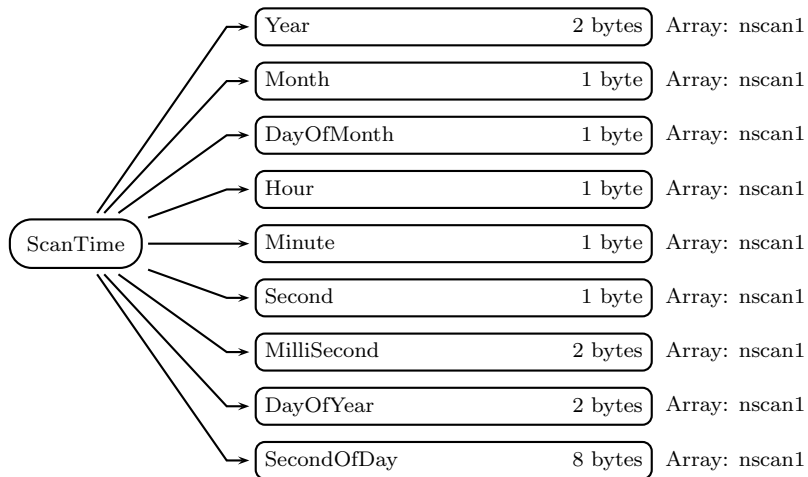 Year 2 bytes Array: nscan1
Month 1 byte Array: nscan1
DayOfMonth 1 byte Array: nscan1
Hour 1 byte Array: nscan1
ScanTime Minute 1 byte Array: nscan1
Second 1 byte Array: nscan1
MilliSecond 2 bytes Array: nscan1
DayOfYear 2 bytes Array: nscan1
SecondOfDay 8 bytes Array: nscan1